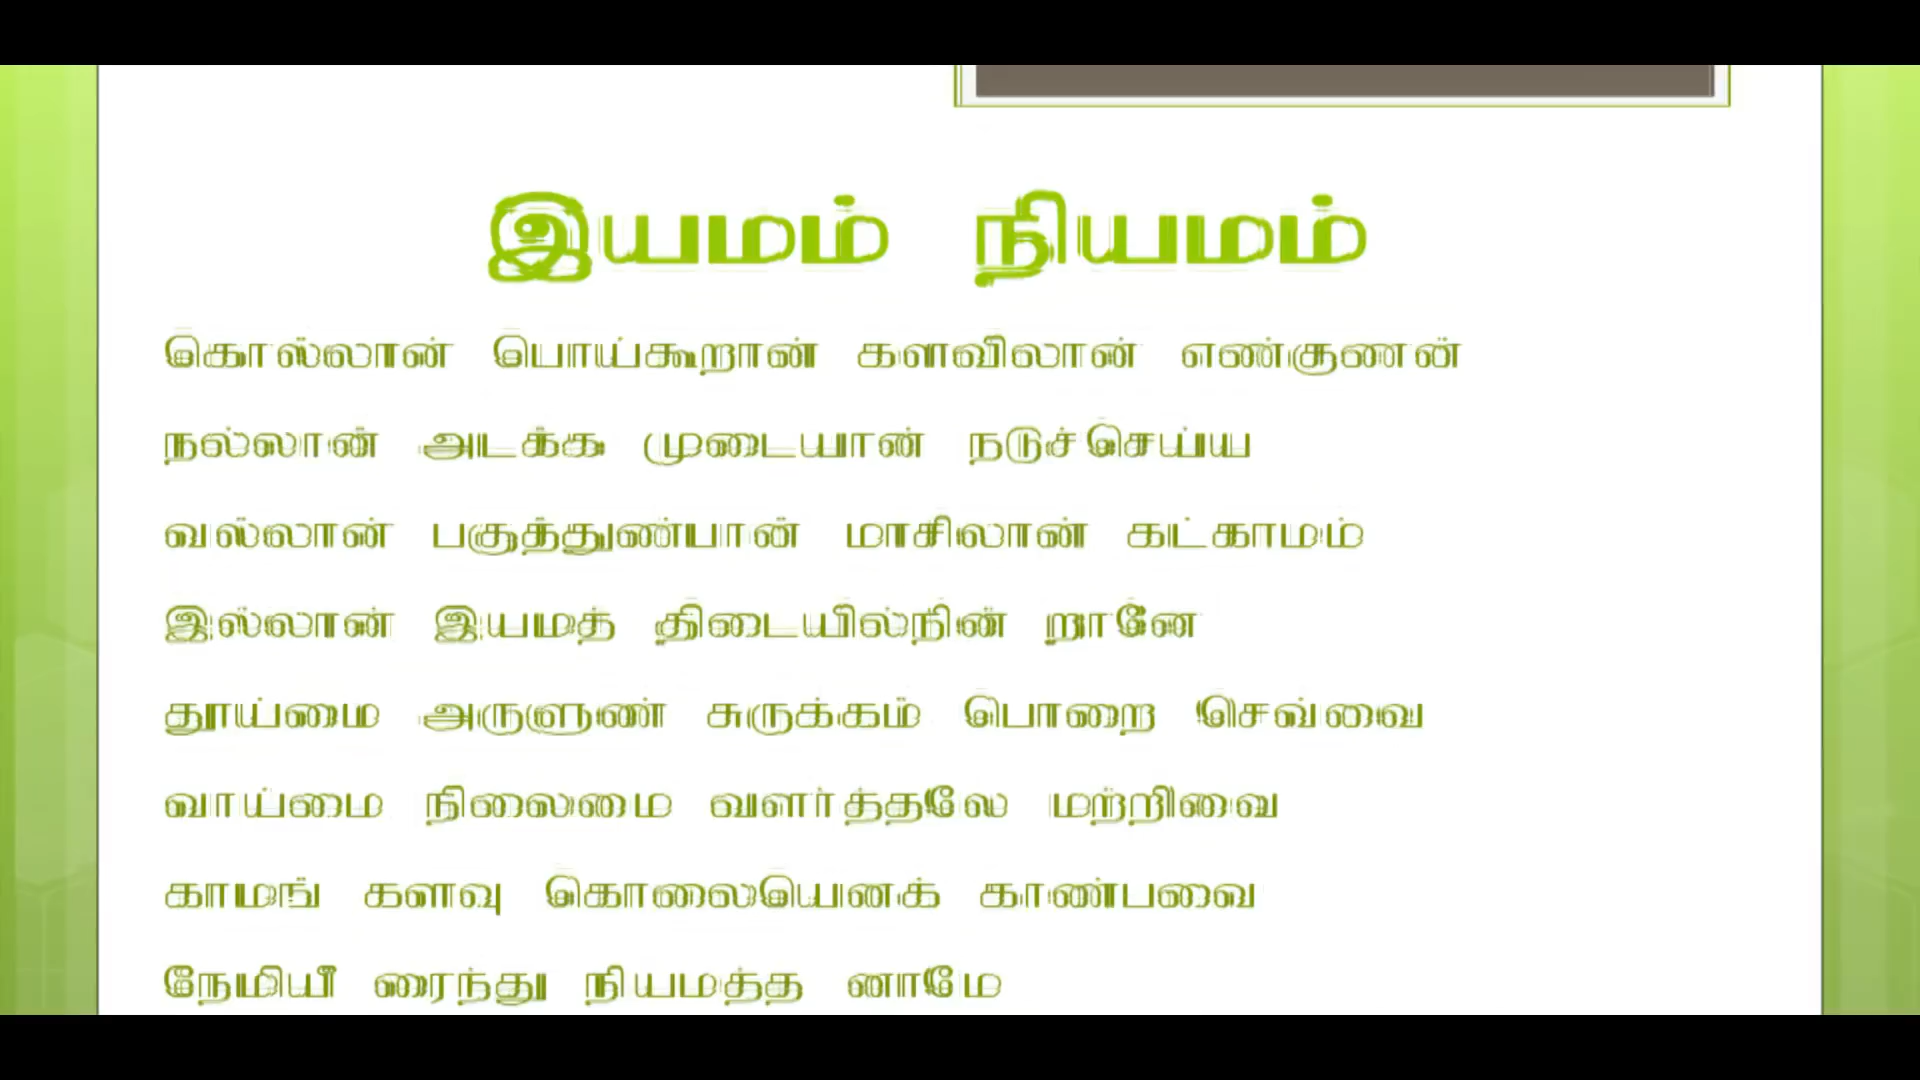 இயமம் நியமம்
கொல்லான் பொய்கூறான் களவிலான் எண்குணன்
நல்லான் அடக்க முடையான் நடுச்செய்ய
வல்லான் பகுத்துண்பான் மாசிலான் கட்காமம்
இல்லான் இயமத் திடையில்நின் றானே
தூய்மை அருளூண் சுருக்கம் பொறை செவ்வை
வாய்மை நிலைமை வளர்த்தலே மற்றிவை
காமங் களவு கொலையெனக் காண்பவை
நேமியீ ரைந்து நியமத்த னாமே